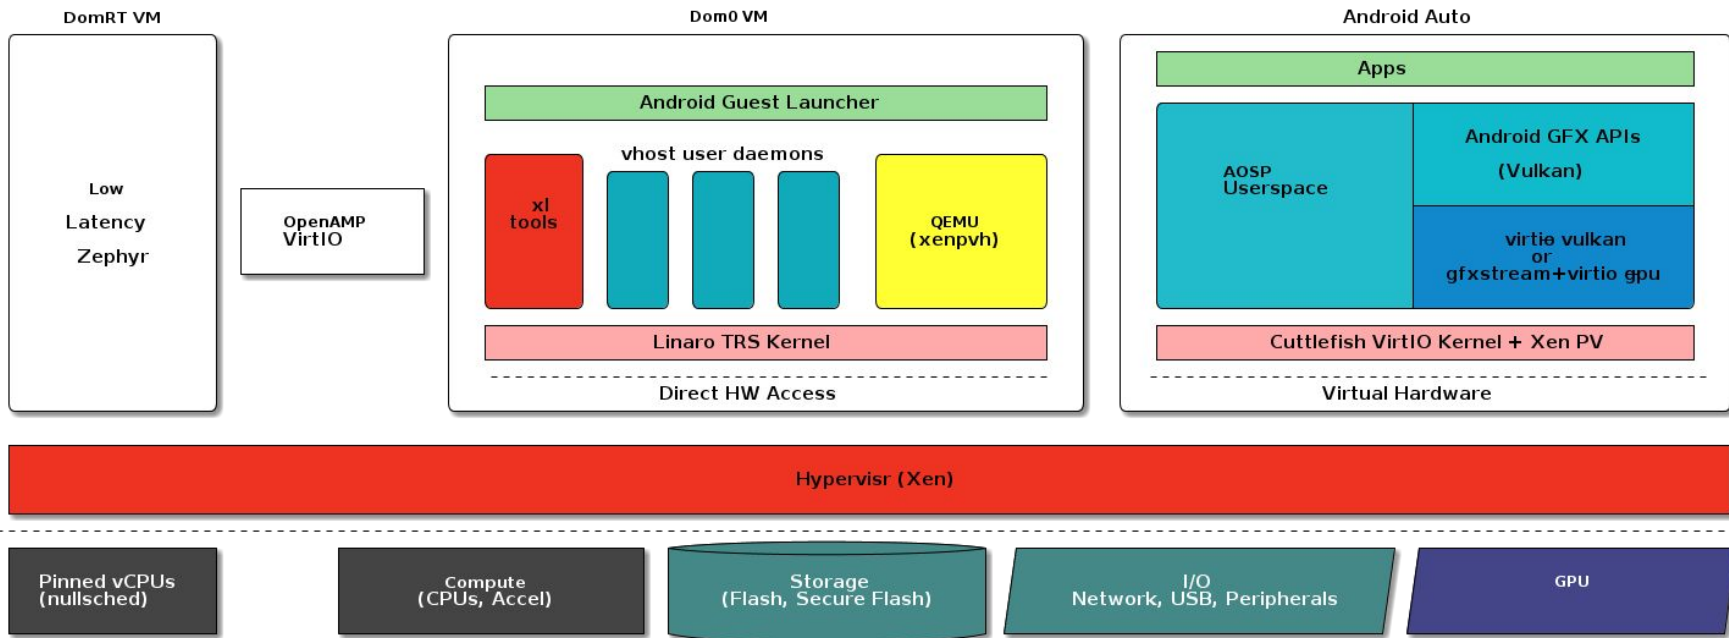 DomRT VM
Low
Latency
Zephyr
OpenAMP
VirtIO
Dom0 VM
Android Guest Launcher
xl
tools
vhost user daemons
QEMU
(xenpvh)
Linaro TRS Kernel
Direct HW Access
Android Auto
Apps
AOSP
Userspace
Android GFX APIs
(Vulkan)
virtio vulkan
or
gfxstream+virtio gpu
Cuttlefish VirtIO Kernel + Xen PV
Virtual Hardware
Hypervisr (Xen)
Pinned vCPUs
(nullsched)
Compute
(CPUs, Accel)
Storage
(Flash, Secure Flash)
I/O
Network, USB, Peripherals
GPU